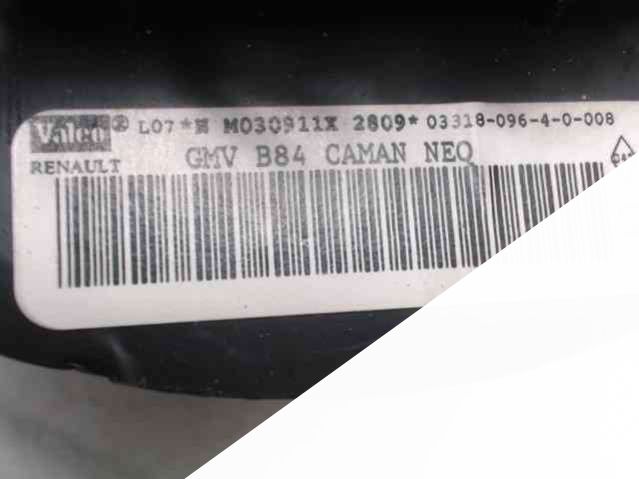 Valeo L07* M030911X 2809* 03318-096-4-0-008
RENAULT GMV B84 CAMAN NEQ